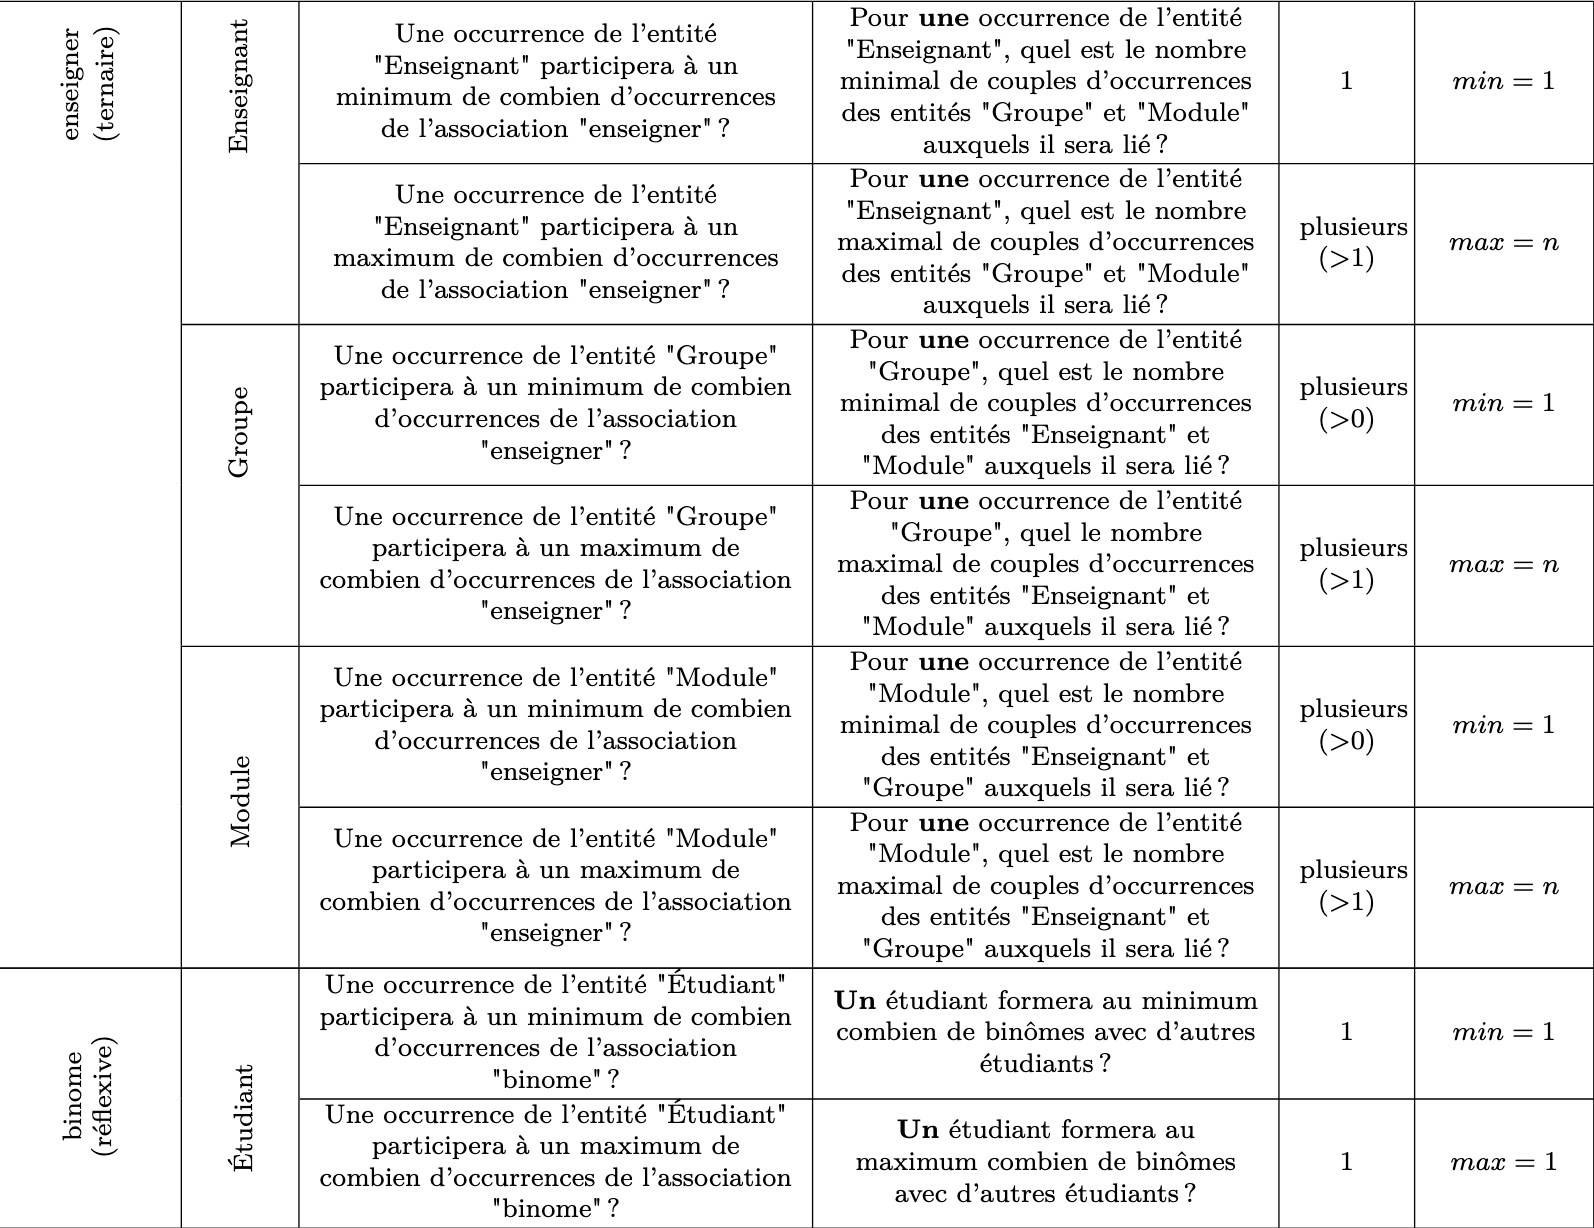 enseigner
(ternaire)
Enseignant
Une occurrence de l'entité
"Enseignant" participera à un
minimum de combien d'occurrences
de l'association "enseigner" ?
Pour une occurrence de l'entité
"Enseignant", quel est le nombre
minimal de couples d'occurrences
des entités "Groupe" et "Module"
auxquels il sera lié ?
1
min = 1
Une occurrence de l'entité
"Enseignant" participera à un
maximum de combien d'occurrences
de l'association "enseigner" ?
Pour une occurrence de l'entité
"Enseignant", quel est le nombre
maximal de couples d'occurrences
des entités "Groupe" et "Module"
auxquels il sera lié ?
plusieurs
(>1)
max = n
Groupe
Une occurrence de l'entité "Groupe"
participera à un minimum de combien
d'occurrences de l'association
"enseigner" ?
Pour une occurrence de l'entité
"Groupe", quel est le nombre
minimal de couples d'occurrences
des entités "Enseignant" et
"Module" auxquels il sera lié ?
plusieurs
(>0)
min = 1
Une occurrence de l'entité "Groupe"
participera à un maximum de
combien d'occurrences de l'association
"enseigner" ?
Pour une occurrence de l'entité
"Groupe", quel le nombre
maximal de couples d'occurrences
des entités "Enseignant" et
"Module" auxquels il sera lié ?
plusieurs
(>1)
max = n
Module
Une occurrence de l'entité "Module"
participera à un minimum de combien
d'occurrences de l'association
"enseigner" ?
Pour une occurrence de l'entité
"Module", quel est le nombre
minimal de couples d'occurrences
des entités "Enseignant" et
"Groupe" auxquels il sera lié ?
plusieurs
(>0)
min = 1
Une occurrence de l'entité "Module"
participera à un maximum de
combien d'occurrences de l'association
"enseigner" ?
Pour une occurrence de l'entité
"Module", quel est le nombre
maximal de couples d'occurrences
des entités "Enseignant" et
"Groupe" auxquels il sera lié ?
plusieurs
(>1)
max = n
binome
(réflexive)
Étudiant
Une occurrence de l'entité "Étudiant"
participera à un minimum de combien
d'occurrences de l'association
"binome" ?
Un étudiant formera au minimum
combien de binômes avec d'autres
étudiants ?
1
min = 1
Une occurrence de l'entité "Étudiant"
participera à un maximum de
combien d'occurrences de l'association
"binome" ?
Un étudiant formera au
maximum combien de binômes
avec d'autres étudiants ?
1
max = 1